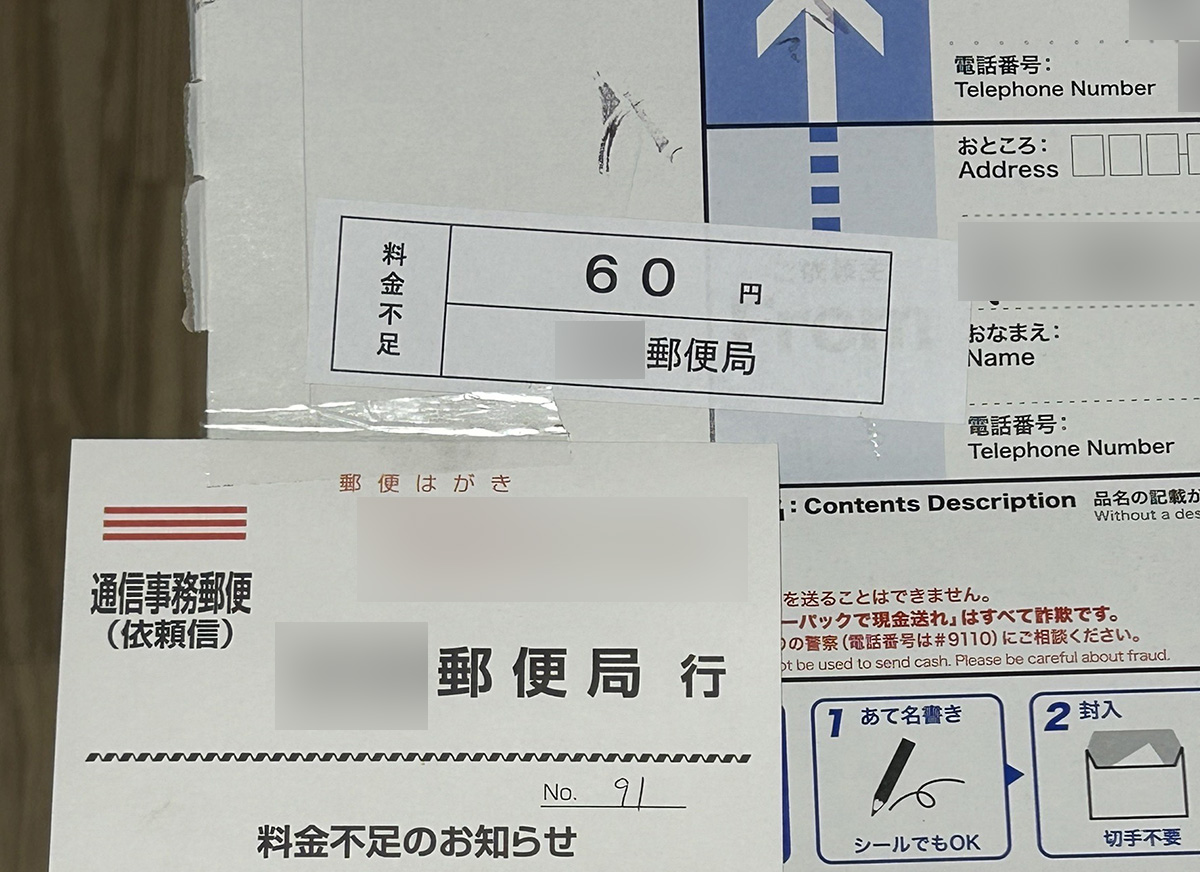 電話番号：
Telephone Number
おところ：
Address
料金不足
60 円
郵便局
おなまえ：
Name
電話番号：
Telephone Number
: Contents Description 品名の記載が
Without a des
を送ることはできません。
ーパックで現金送れ」はすべて詐欺です。
の警察（電話番号は#9110）にご相談ください。
ot be used to send cash. Please be careful about fraud.
1 あて名書き
シールでもOK
2 封入
切手不要
郵便はがき
通信事務郵便
（依頼信）
郵便局 行
No. 91
料金不足のお知らせ